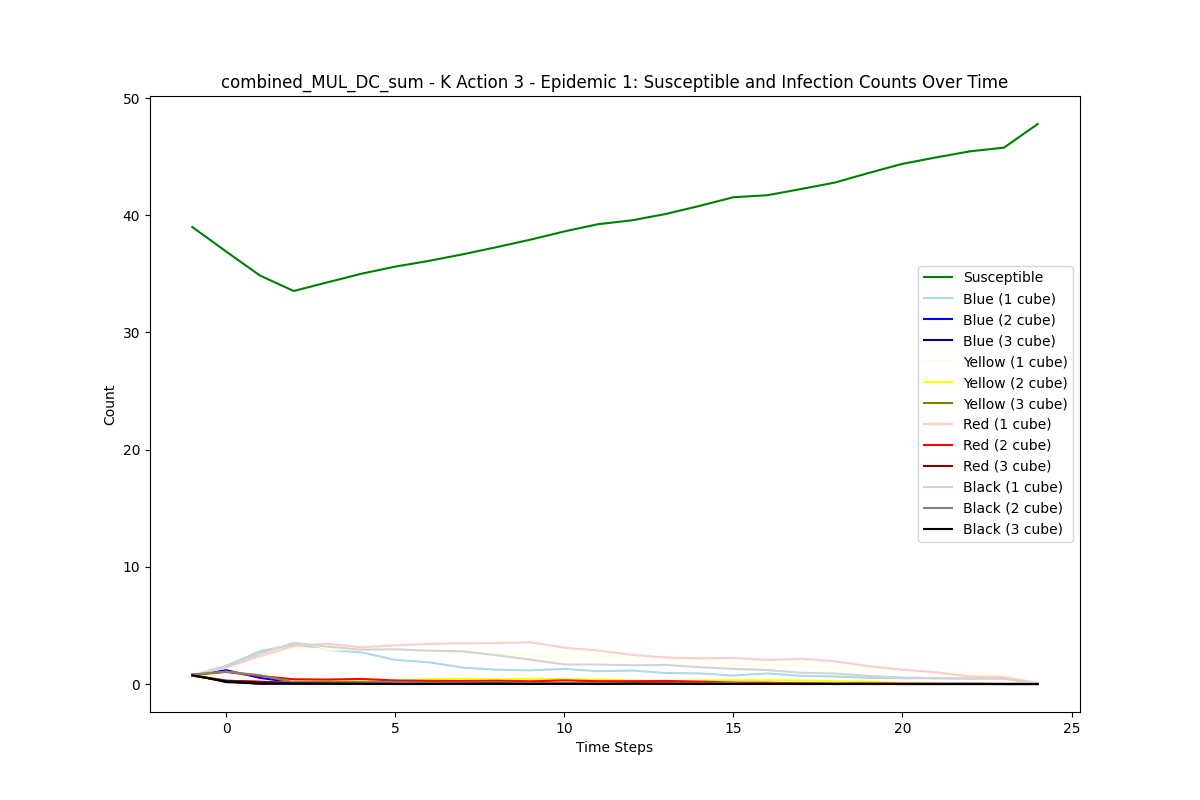 combined_MUL_DC_sum - K Action 3 - Epidemic 1: Susceptible and Infection Counts Over Time
50
40
30
20
10
0
Count
Susceptible
Blue (1 cube)
Blue (2 cube)
Blue (3 cube)
Yellow (1 cube)
Yellow (2 cube)
Yellow (3 cube)
Red (1 cube)
Red (2 cube)
Red (3 cube)
Black (1 cube)
Black (2 cube)
Black (3 cube)
0 5 10 15 20 25
Time Steps